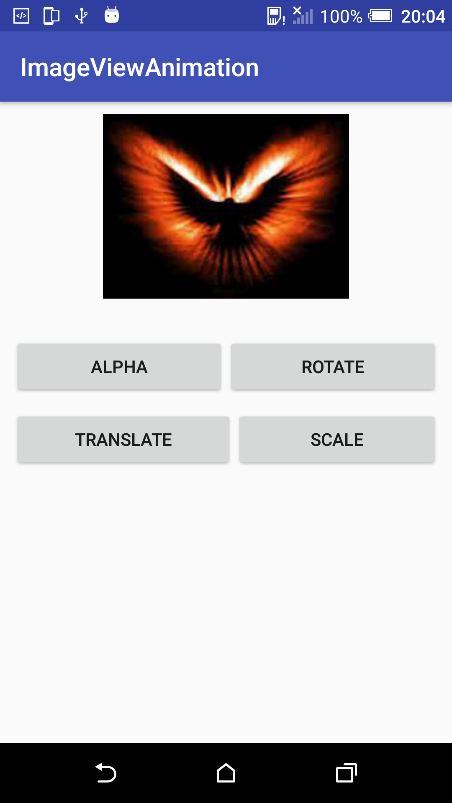 100% 20:04
ImageViewAnimation
ALPHA ROTATE
TRANSLATE SCALE